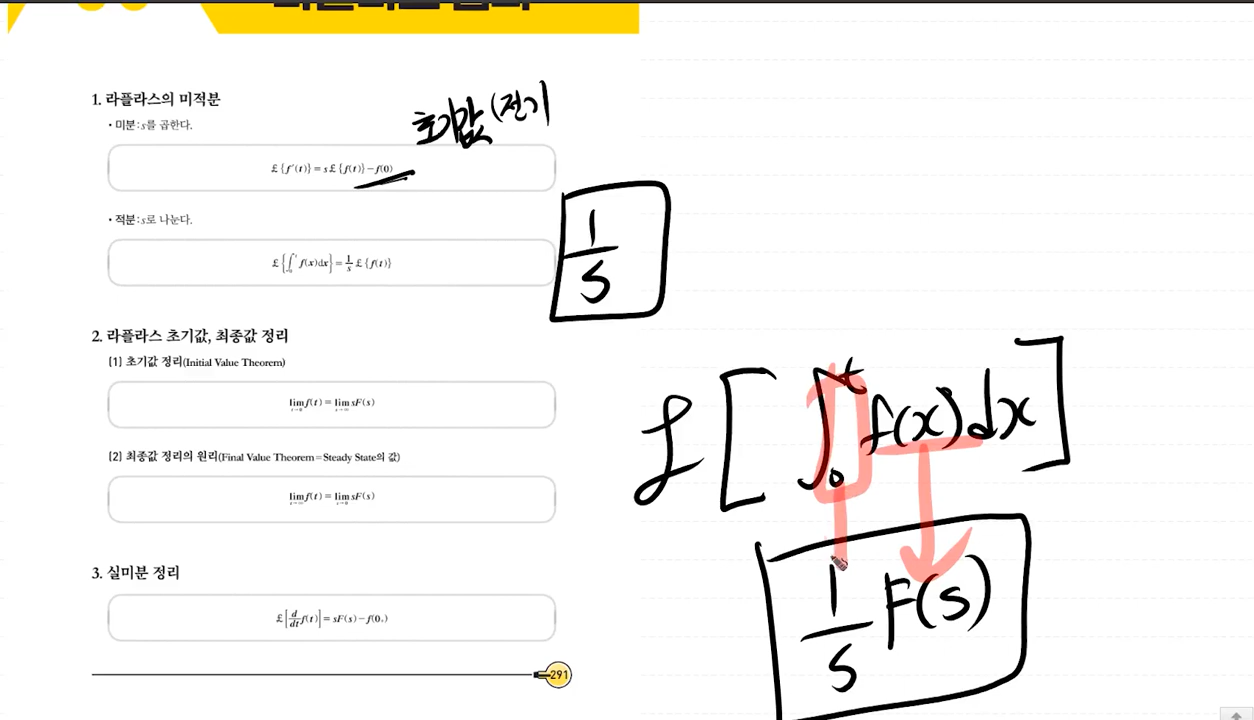 1. 라플라스의 미적분
초기값 (전기
• 미분 : s를 곱한다.
£{f′(t)} = s£{f(t)} − f(0)
• 적분 : s로 나눈다.
£{∫₀ᵗ f(x)dx} = 1/s £{f(t)}
1/s
2. 라플라스 초기값, 최종값 정리
{1} 초기값 정리(Initial Value Theorem)
lim f(t) = lim sF(s)
£[∫₀ᵗ f(x)dx]
{2} 최종값 정리의 원리(Final Value Theorem = Steady State의 값)
lim f(t) = lim sF(s)
1/s F(s)
3. 실미분 정리
£[d/dt f(t)] = sF(s) − f(0₊)
291